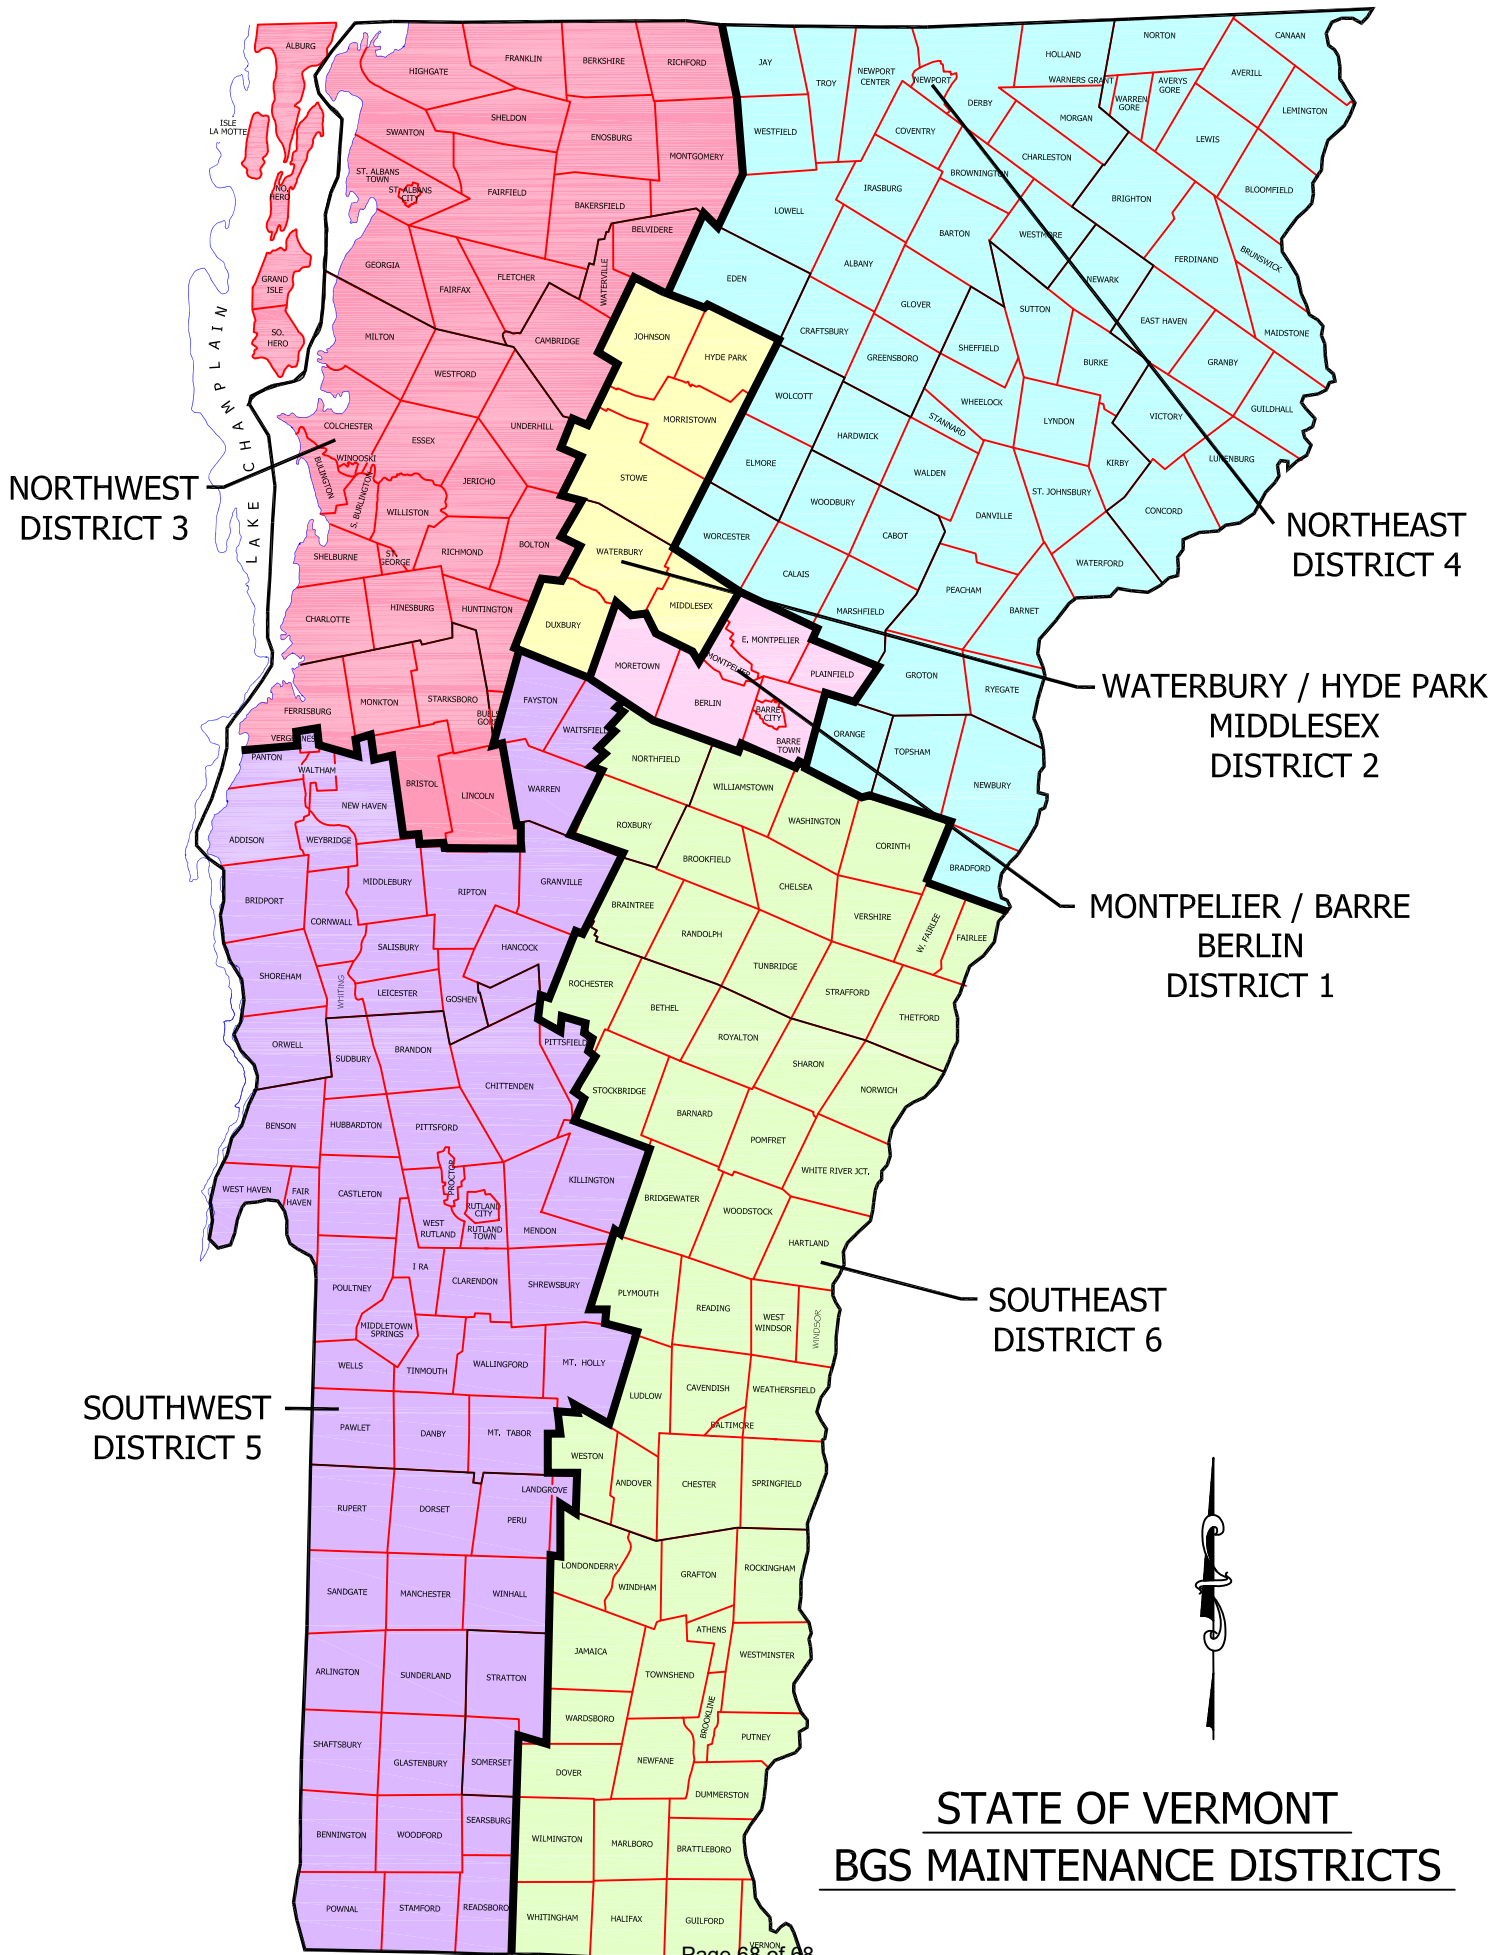 ALBURG
HIGHGATE
FRANKLIN
BERKSHIRE
RICHFORD
JAY
TROY
NEWPORT
CENTER
NEWPORT
DERBY
HOLLAND
WARNERS GRANT
NORTON
AVERYS
GORE
WARREN
GORE
AVERILL
CANAAN
LEMINGTON
ISLE
LA MOTTE
SWANTON
SHELDON
ENOSBURG
MONTGOMERY
WESTFIELD
COVENTRY
MORGAN
CHARLESTON
LEWIS
BLOOMFIELD
ST. ALBANS
TOWN
ST. ALBANS
CITY
FAIRFIELD
BAKERSFIELD
NO.
HERO
BELVIDERE
LOWELL
IRASBURG
BROWNINGTON
BRIGHTON
BARTON
WESTMORE
FERDINAND
BRUNSWICK
GRAND
ISLE
GEORGIA
FAIRFAX
FLETCHER
WATERVILLE
EDEN
ALBANY
GLOVER
NEWARK
SUTTON
EAST HAVEN
MAIDSTONE
SO.
HERO
MILTON
CAMBRIDGE
JOHNSON
HYDE PARK
CRAFTSBURY
GREENSBORO
SHEFFIELD
BURKE
GRANBY
WESTFORD
LAKE CHAMPLAIN
WOLCOTT
WHEELOCK
STANNARD
LYNDON
VICTORY
GUILDHALL
COLCHESTER
ESSEX
UNDERHILL
MORRISTOWN
HARDWICK
ELMORE
WALDEN
KIRBY
LUNENBURG
WINOOSKI
BULINGTON
S. BURLINGTON
JERICHO
STOWE
WOODBURY
ST. JOHNSBURY
CONCORD
DANVILLE
WILLISTON
NORTHWEST
DISTRICT 3
NORTHEAST
DISTRICT 4
SHELBURNE
ST.
GEORGE
RICHMOND
BOLTON
WATERBURY
WORCESTER
CABOT
WATERFORD
CALAIS
PEACHAM
BARNET
CHARLOTTE
HINESBURG
HUNTINGTON
DUXBURY
MIDDLESEX
MARSHFIELD
E. MONTPELIER
MONTPELIER
MORETOWN
PLAINFIELD
GROTON
RYEGATE
BERLIN
BARRE
CITY
BARRE
TOWN
WATERBURY / HYDE PARK
MIDDLESEX
DISTRICT 2
FERRISBURG
MONKTON
STARKSBORO
BUELS
GORE
FAYSTON
WAITSFIELD
ORANGE
TOPSHAM
NEWBURY
VERGENNES
PANTON
WALTHAM
NEW HAVEN
BRISTOL
LINCOLN
WARREN
NORTHFIELD
WILLIAMSTOWN
WASHINGTON
CORINTH
BRADFORD
ADDISON
WEYBRIDGE
ROXBURY
BROOKFIELD
CHELSEA
MIDDLEBURY
RIPTON
GRANVILLE
BRIDPORT
CORNWALL
BRAINTREE
RANDOLPH
VERSHIRE
W. FAIRLEE
FAIRLEE
MONTPELIER / BARRE
BERLIN
DISTRICT 1
SALISBURY
HANCOCK
SHOREHAM
WHITING
LEICESTER
GOSHEN
ROCHESTER
TUNBRIDGE
STRAFFORD
THETFORD
BETHEL
ROYALTON
ORWELL
SUDBURY
BRANDON
PITTSFIELD
SHARON
NORWICH
CHITTENDEN
STOCKBRIDGE
BARNARD
POMFRET
BENSON
HUBBARDTON
PITTSFORD
WHITE RIVER JCT.
PROCTOR
KILLINGTON
WEST HAVEN
FAIR
HAVEN
CASTLETON
BRIDGEWATER
WOODSTOCK
WEST
RUTLAND
RUTLAND
CITY
RUTLAND
TOWN
MENDON
HARTLAND
I RA
CLARENDON
SHREWSBURY
POULTNEY
PLYMOUTH
READING
WEST
WINDSOR
WINDSOR
SOUTHEAST
DISTRICT 6
MIDDLETOWN
SPRINGS
WELLS
TINMOUTH
WALLINGFORD
MT. HOLLY
LUDLOW
CAVENDISH
WEATHERSFIELD
BALTIMORE
SOUTHWEST
DISTRICT 5
PAWLET
DANBY
MT. TABOR
WESTON
ANDOVER
CHESTER
SPRINGFIELD
LANDGROVE
RUPERT
DORSET
PERU
LONDONDERRY
WINDHAM
GRAFTON
ROCKINGHAM
SANDGATE
MANCHESTER
WINHALL
ATHENS
JAMAICA
TOWNSHEND
WESTMINSTER
ARLINGTON
SUNDERLAND
STRATTON
BROOKLINE
WARDSBORO
PUTNEY
SHAFTSBURY
GLASTENBURY
SOMERSET
DOVER
NEWFANE
DUMMERSTON
SEARSBURG
BENNINGTON
WOODFORD
WILMINGTON
MARLBORO
BRATTLEBORO
STATE OF VERMONT
BGS MAINTENANCE DISTRICTS
POWNAL
STAMFORD
READSBORO
WHITINGHAM
HALIFAX
GUILFORD
VERNON
Page 68 of 68